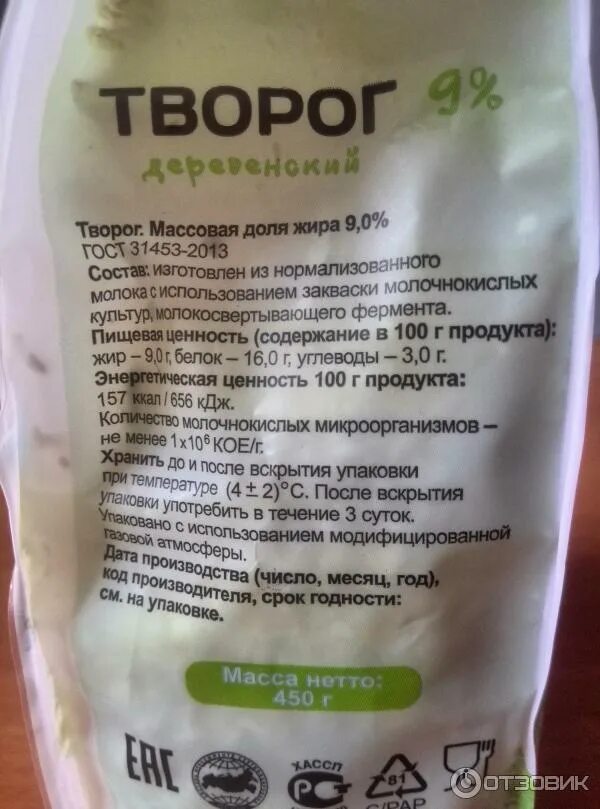 ТВОРОГ 9%
деревенский
Творог. Массовая доля жира 9,0%
ГОСТ 31453-2013
Состав: изготовлен из нормализованного
молока с использованием закваски молочнокислых
культур, молокосвертывающего фермента.
Пищевая ценность (содержание в 100 г продукта):
жир – 9,0 г, белок – 16,0 г, углеводы – 3,0 г.
Энергетическая ценность 100 г продукта:
157 ккал / 656 кДж.
Количество молочнокислых микроорганизмов –
не менее 1х10⁶ КОЕ/г.
Хранить до и после вскрытия упаковки
при температуре (4 ± 2)°С. После вскрытия
упаковки употребить в течение 3 суток.
Упаковано с использованием модифицированной
газовой атмосферы.
Дата производства (число, месяц, год),
код производителя, срок годности:
см. на упаковке.
Масса нетто:
450 г
ЕАС
ХАССП
81
C/PAP
ОТЗОВИК